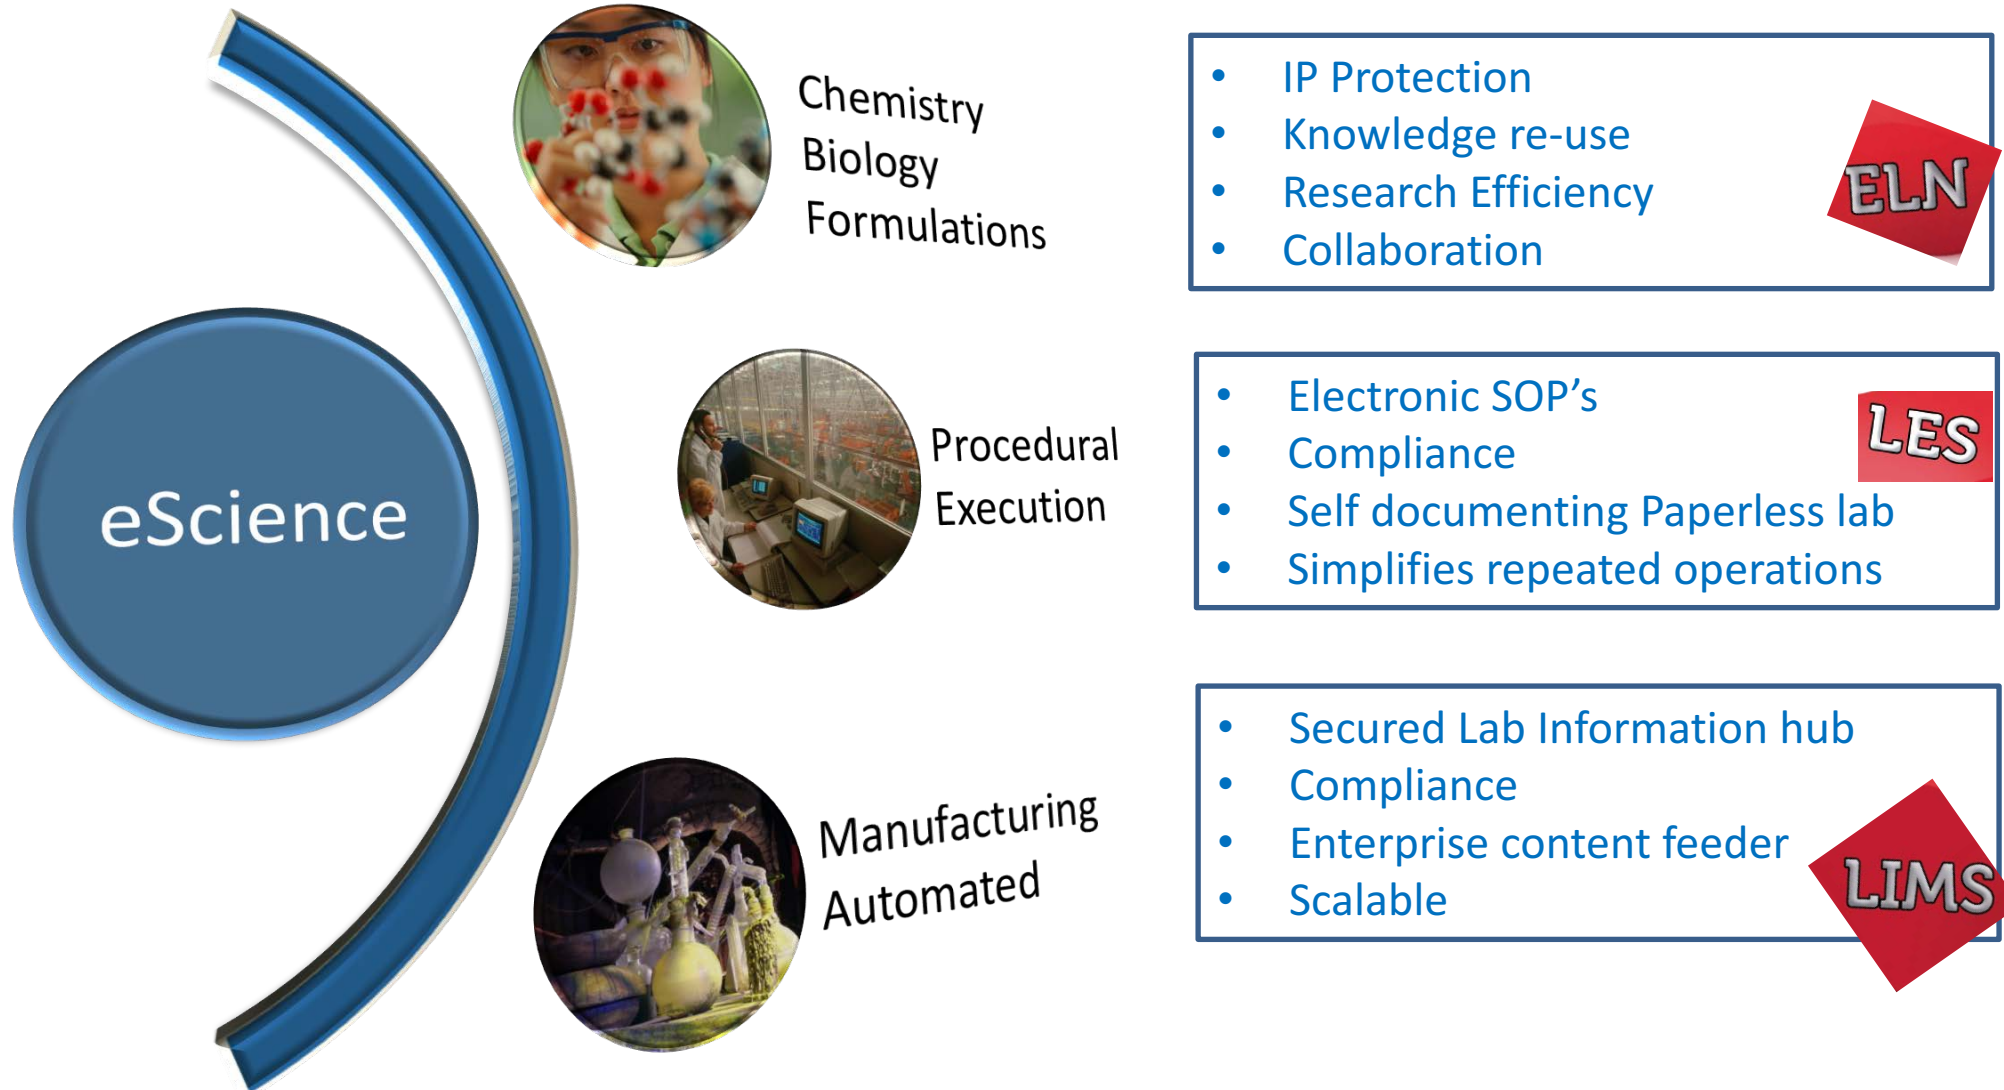 eScience
Chemistry
Biology
Formulations
• IP Protection
• Knowledge re-use
• Research Efficiency
• Collaboration
ELN
Procedural
Execution
• Electronic SOP’s
• Compliance
• Self documenting Paperless lab
• Simplifies repeated operations
LES
Manufacturing
Automated
• Secured Lab Information hub
• Compliance
• Enterprise content feeder
• Scalable
LIMS